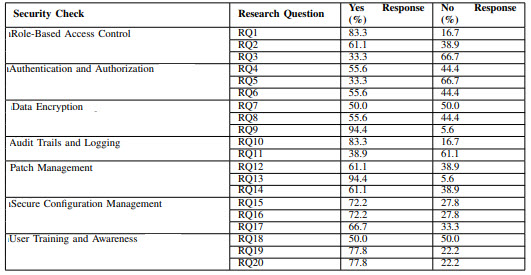 Security Check Research Question Yes Response (%) No Response (%)
Role-Based Access Control RQ1 83.3 16.7
RQ2 61.1 38.9
RQ3 33.3 66.7
Authentication and Authorization RQ4 55.6 44.4
RQ5 33.3 66.7
RQ6 55.6 44.4
Data Encryption RQ7 50.0 50.0
RQ8 55.6 44.4
RQ9 94.4 5.6
Audit Trails and Logging RQ10 83.3 16.7
RQ11 38.9 61.1
Patch Management RQ12 61.1 38.9
RQ13 94.4 5.6
RQ14 61.1 38.9
Secure Configuration Management RQ15 72.2 27.8
RQ16 72.2 27.8
RQ17 66.7 33.3
User Training and Awareness RQ18 50.0 50.0
RQ19 77.8 22.2
RQ20 77.8 22.2